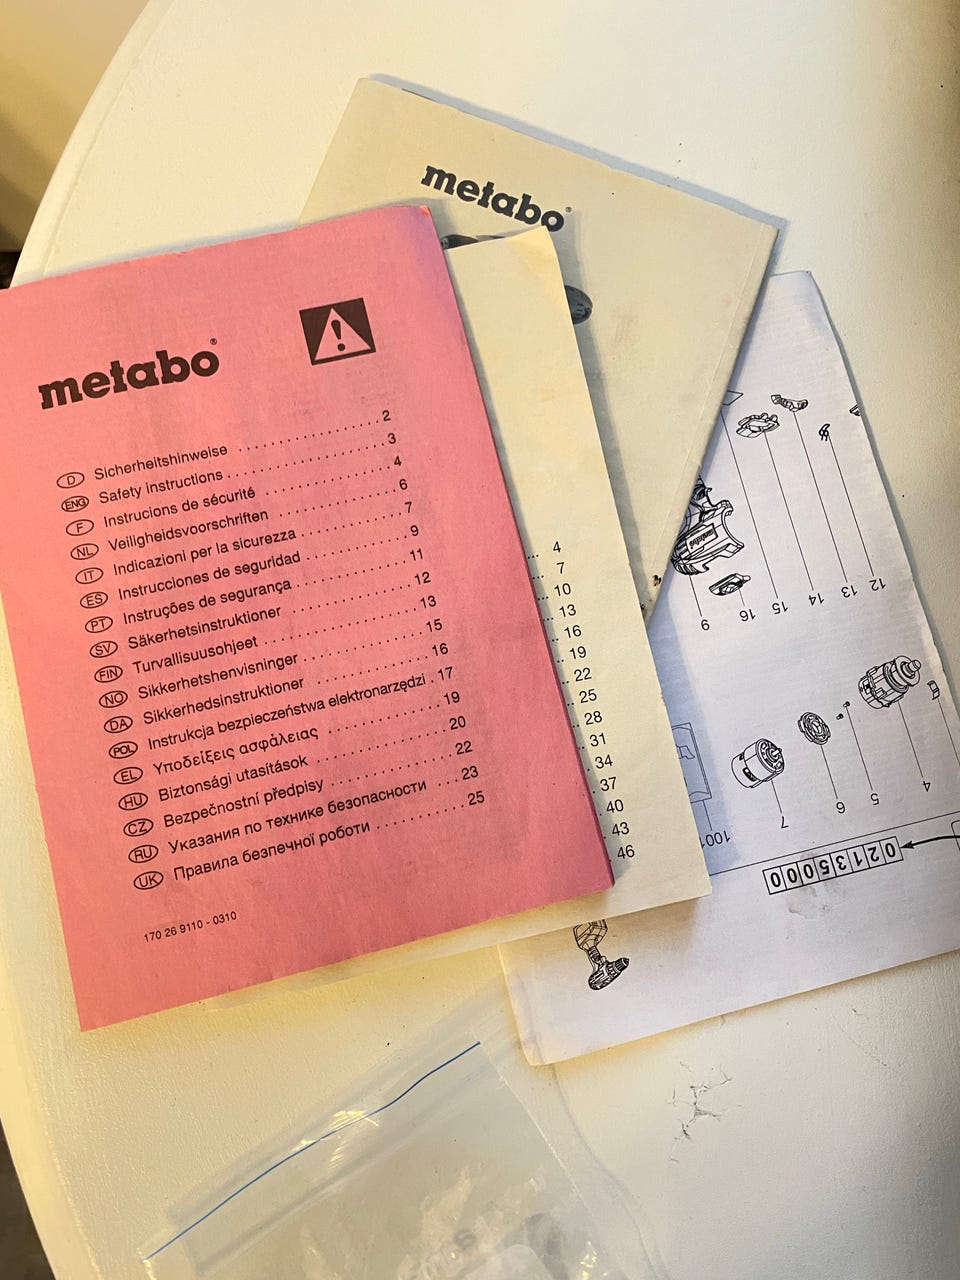 metabo®
metabo®
D Sicherheitshinweise 2
ENG Safety instructions 3
F Instrucions de sécurité 4
NL Veiligheidsvoorschriften 6
IT Indicazioni per la sicurezza 7
ES Instrucciones de seguridad 9
PT Instruções de segurança 11
SV Säkerhetsinstruktioner 12
FIN Turvallisuusohjeet 13
NO Sikkerhetshenvisninger 15
DA Sikkerhedsinstruktioner 16
POL Instrukcja bezpieczeństwa elektronarzędzi . 17
EL Υποδείξεις ασφάλειας 19
HU Biztonsági utasítások 20
CZ Bezpečnostní předpisy 22
RU Указания по технике безопасности 23
UK Правила безпечної роботи 25
170 26 9110 - 0310
4
7
10
13
16
19
22
25
28
31
34
37
40
43
46
12
13
14
15
16
9
4
5
6
7
1001
02135000